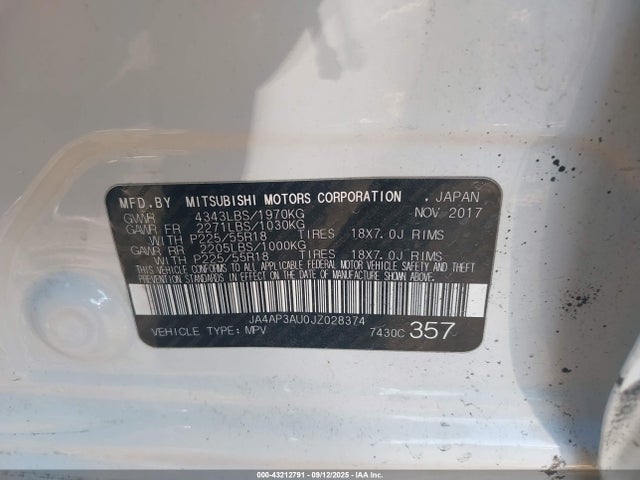 MFD.BY MITSUBISHI MOTORS CORPORATION , JAPAN
GVWR 4343LBS/1970KG NOV 2017
GAWR FR 2271LBS/1030KG
WITH P225/55R18 TIRES 18X7.0J RIMS
GAWR RR 2205LBS/1000KG
WITH P225/55R18 TIRES 18X7.0J RIMS
THIS VEHICLE CONFORMS TO ALL APPLICABLE FEDERAL MOTOR VEHICLE SAFETY AND
THEFT PREVENTION STANDARDS IN EFFECT ON THE DATE OF MANUFACTURE SHOWN ABOVE.
JA4AP3AU0JZ028374
VEHICLE TYPE: MPV 7430C 357
000-43212791 - 09/12/2025 - IAAI.COM